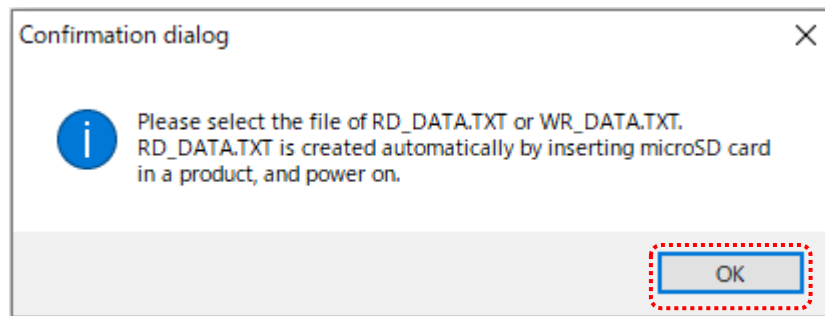 Confirmation dialog
Please select the file of RD_DATA.TXT or WR_DATA.TXT.
RD_DATA.TXT is created automatically by inserting microSD card
in a product, and power on.
OK